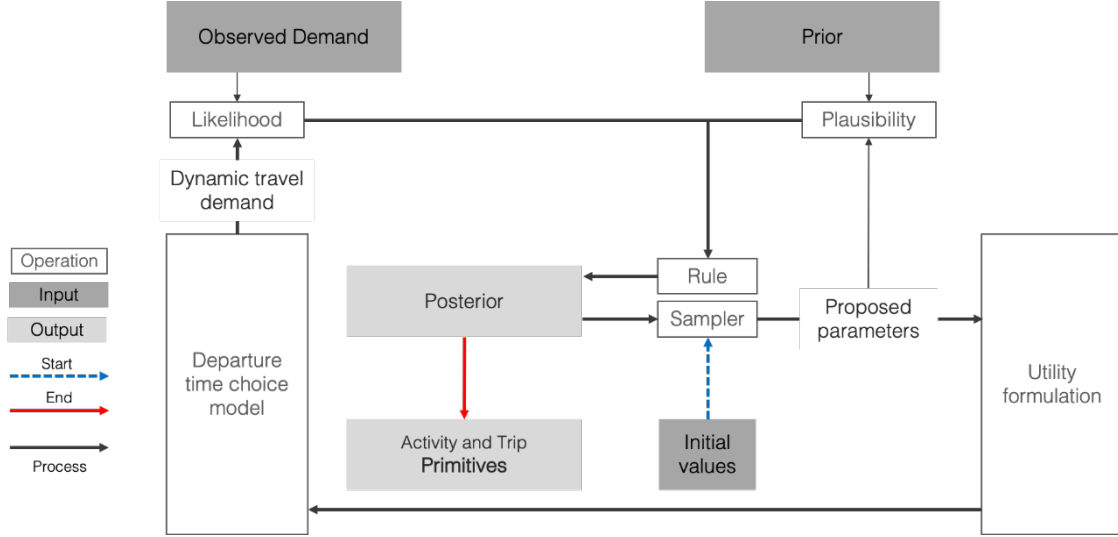 Observed Demand
Prior
Likelihood
Plausibility
Dynamic travel
demand
Operation
Input
Output
Start
End
Process
Departure
time choice
model
Posterior
Rule
Sampler
Proposed
parameters
Activity and Trip
Primitives
Initial
values
Utility
formulation